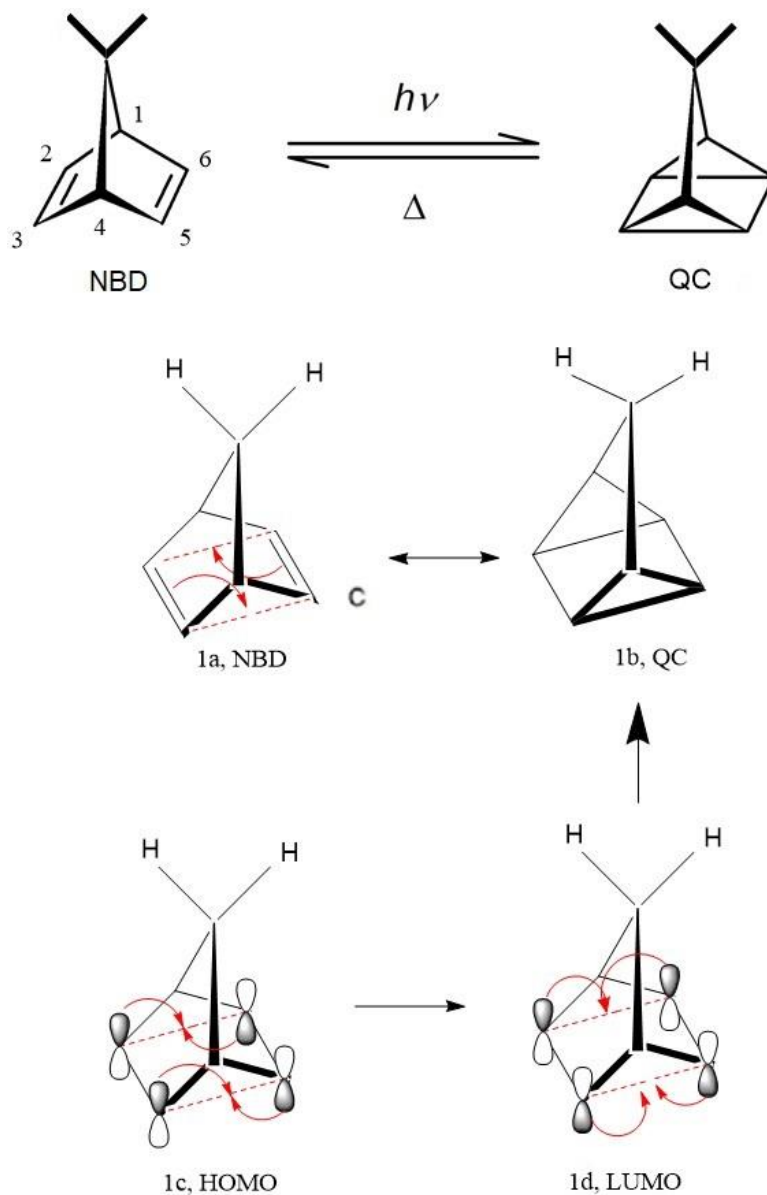 hν
1
2
6
Δ
3
4
5
NBD
QC
H H
H H
C
1a, NBD
1b, QC
H H
H H
1c, HOMO
1d, LUMO